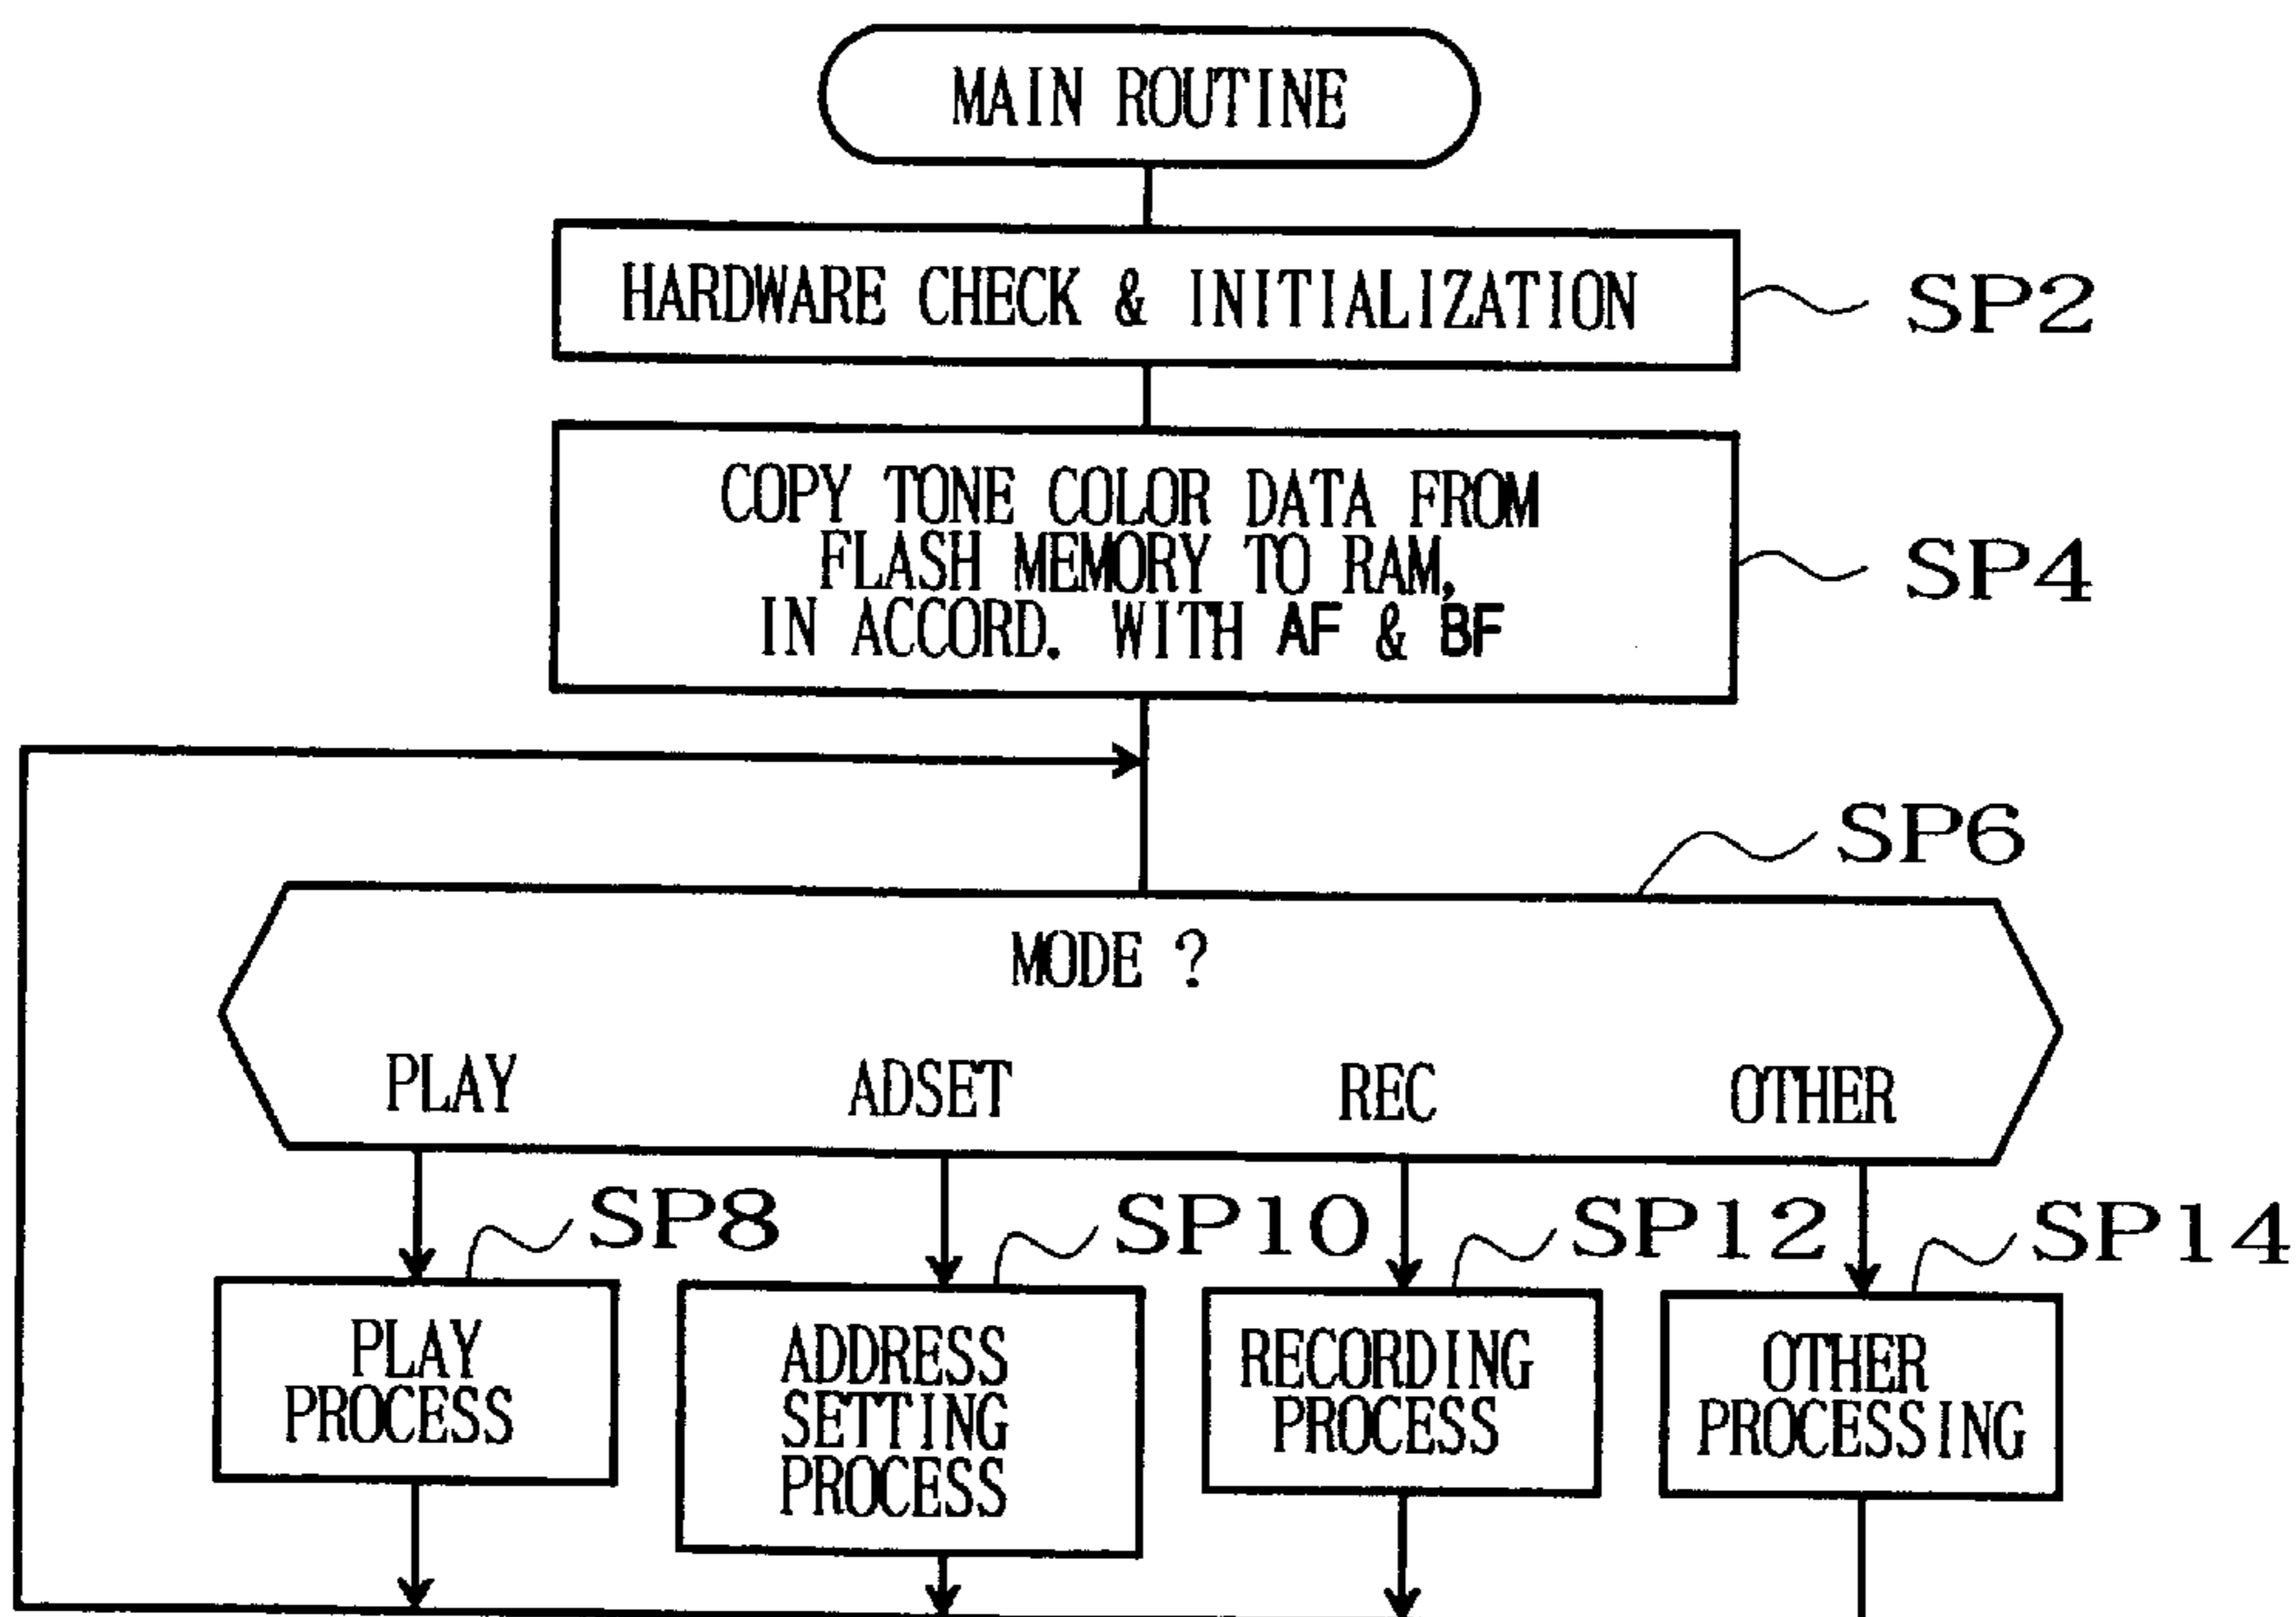 MAIN ROUTINE
HARDWARE CHECK & INITIALIZATION
SP2
COPY TONE COLOR DATA FROM
FLASH MEMORY TO RAM,
IN ACCORD. WITH AF & BF
SP4
SP6
MODE ?
PLAY
ADSET
REC
OTHER
SP8
SP10
SP12
SP14
PLAY
PROCESS
ADDRESS
SETTING
PROCESS
RECORDING
PROCESS
OTHER
PROCESSING